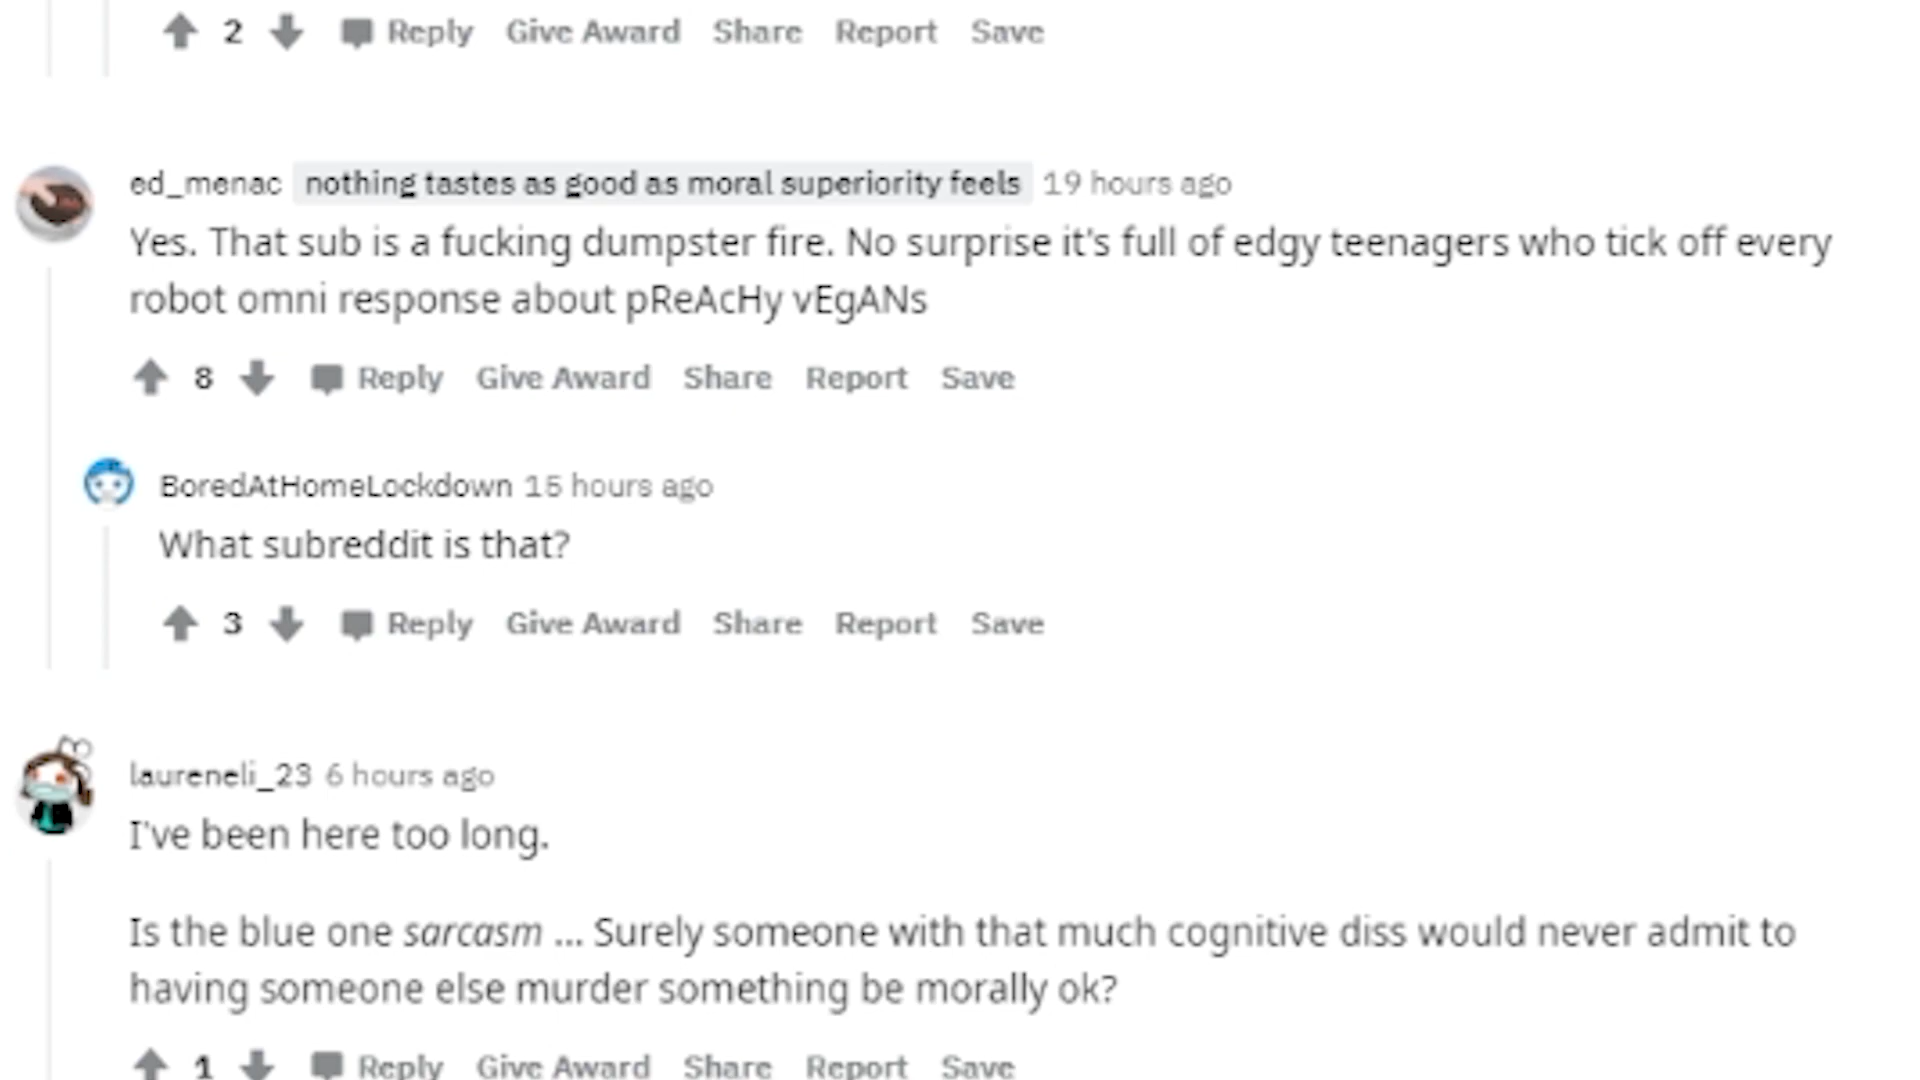 2 Reply Give Award Share Report Save
ed_menac nothing tastes as good as moral superiority feels 19 hours ago
Yes. That sub is a fucking dumpster fire. No surprise it's full of edgy teenagers who tick off every
robot omni response about pReAcHy vEgANs
8 Reply Give Award Share Report Save
BoredAtHomeLockdown 15 hours ago
What subreddit is that?
3 Reply Give Award Share Report Save
laureneli_23 6 hours ago
I've been here too long.
Is the blue one sarcasm ... Surely someone with that much cognitive diss would never admit to
having someone else murder something be morally ok?
1 Reply Give Award Share Report Save